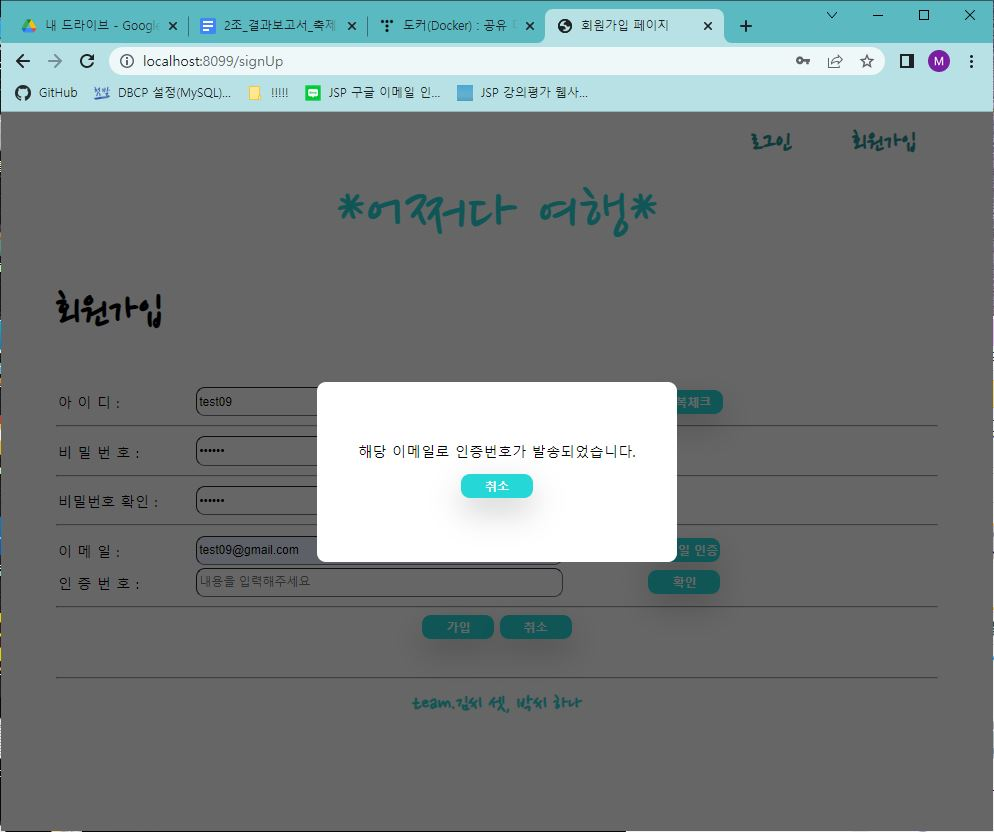 내 드라이브 - Google
2조_결과보고서_축제
도커(Docker) : 공유
회원가입 페이지
localhost:8099/signUp
M
GitHub
DBCP 설정(MySQL)...
!!!!!
JSP 구글 이메일 인...
JSP 강의평가 웹사...
로그인 회원가입
*어쩌다 여행*
회원가입
아 이 디 : test09 복체크
비 밀 번 호 : ••••••
비밀번호 확인 : ••••••
이 메 일 : test09@gmail.com 일 인증
인 증 번 호 : 내용을 입력해주세요 확인
해당 이메일로 인증번호가 발송되었습니다.
취소
가입 취소
team.김씨 셋, 박씨 하나